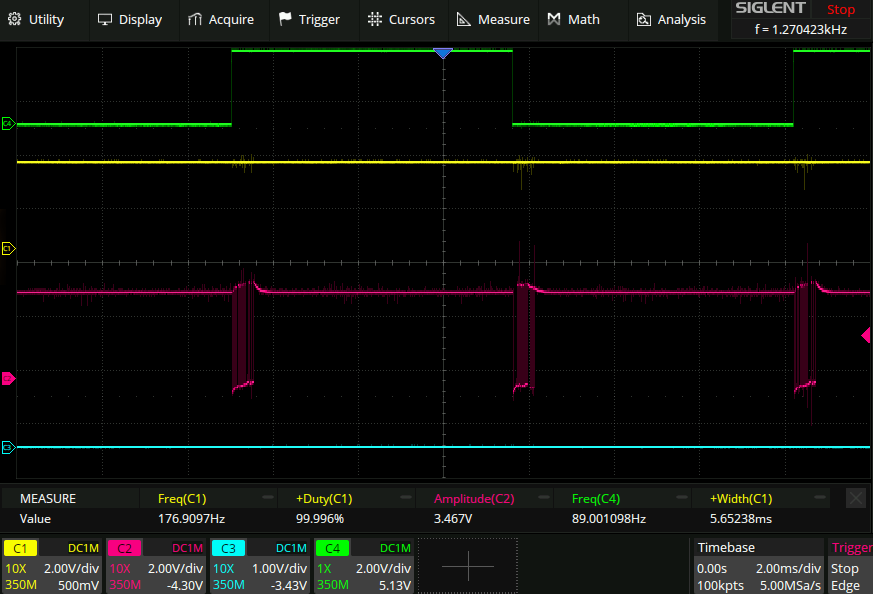 Utility Display Acquire Trigger Cursors Measure Math Analysis SIGLENT Stop
f = 1.270423kHz
C4
C1
C2
C3
MEASURE Freq(C1) +Duty(C1) Amplitude(C2) Freq(C4) +Width(C1)
Value 176.9097Hz 99.996% 3.467V 89.001098Hz 5.65238ms
C1 DC1M C2 DC1M C3 DC1M C4 DC1M Timebase Trigger
10X 2.00V/div 10X 2.00V/div 10X 1.00V/div 1X 2.00V/div 0.00s 2.00ms/div Stop
350M 500mV 350M -4.30V 350M -3.43V 350M 5.13V 100kpts 5.00MSa/s Edge